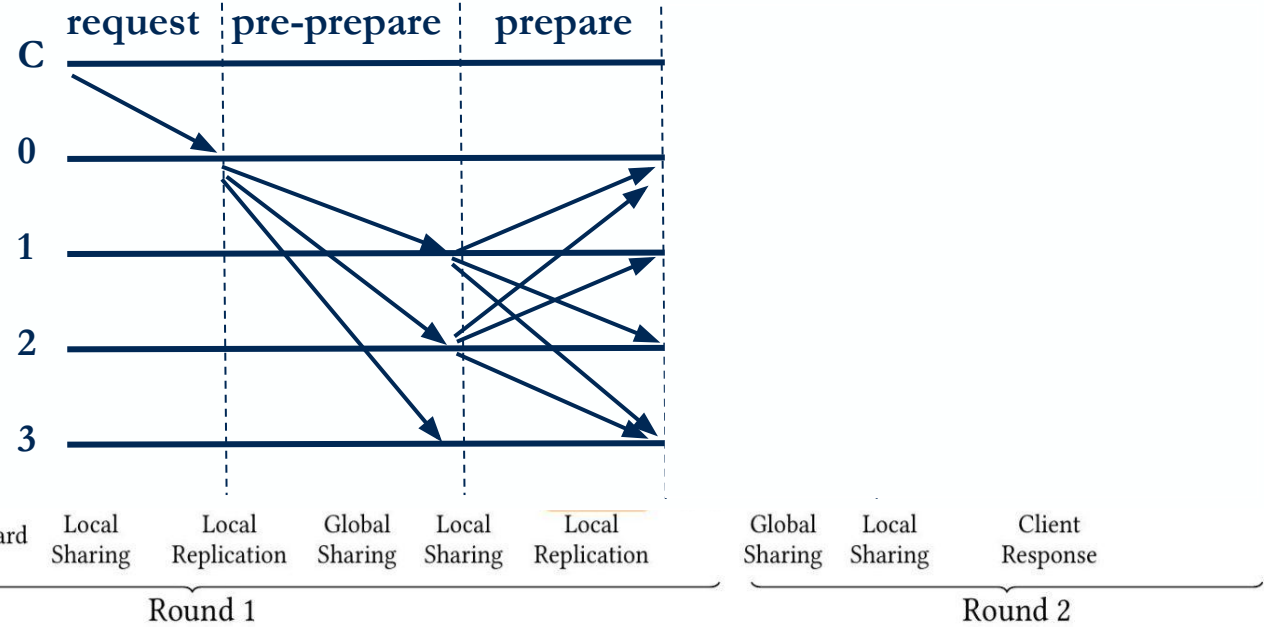 request pre-prepare prepare
C
0
1
2
3
ard Local Local Global Local Local Global Local Client
Sharing Replication Sharing Sharing Replication Sharing Sharing Response
Round 1 Round 2